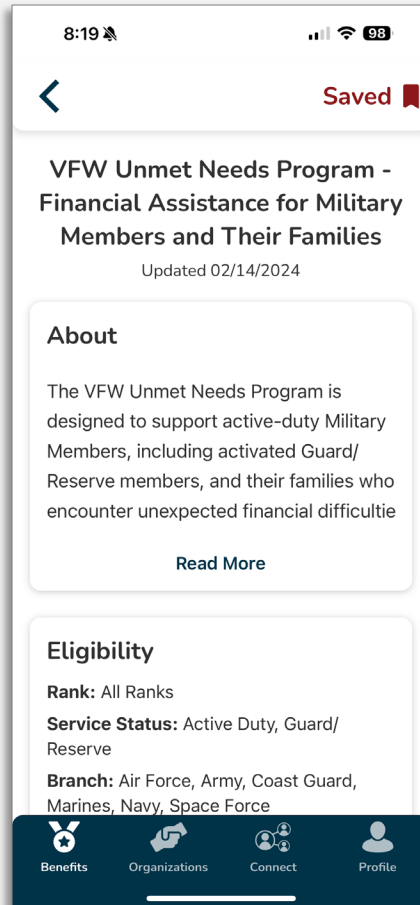 8:19
98
Saved
VFW Unmet Needs Program -
Financial Assistance for Military
Members and Their Families
Updated 02/14/2024
About
The VFW Unmet Needs Program is
designed to support active-duty Military
Members, including activated Guard/
Reserve members, and their families who
encounter unexpected financial difficultie
Read More
Eligibility
Rank: All Ranks
Service Status: Active Duty, Guard/
Reserve
Branch: Air Force, Army, Coast Guard,
Marines, Navy, Space Force
Benefits
Organizations
Connect
Profile